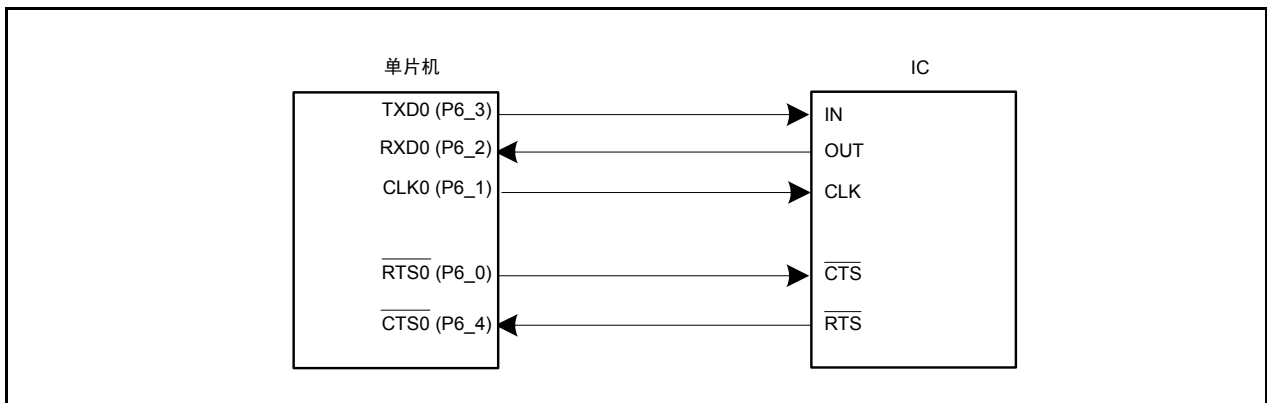 单片机 IC
TXD0 (P6_3) IN
RXD0 (P6_2) OUT
CLK0 (P6_1) CLK
RTS0 (P6_0) CTS
CTS0 (P6_4) RTS